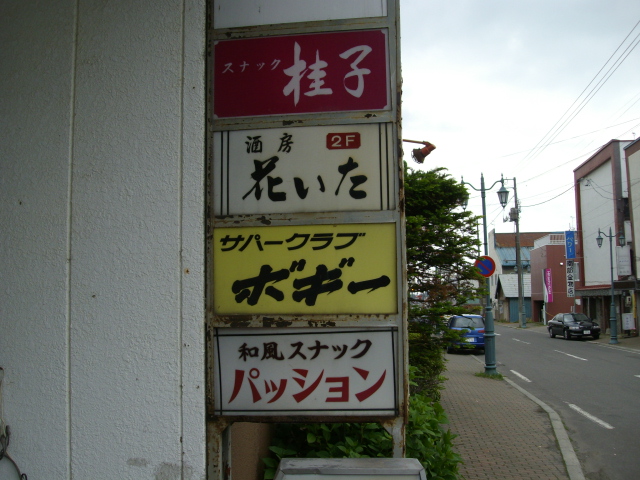 スナック 桂子
酒房 2F
花いた
サパークラブ
ボギー
和風スナック
パッション